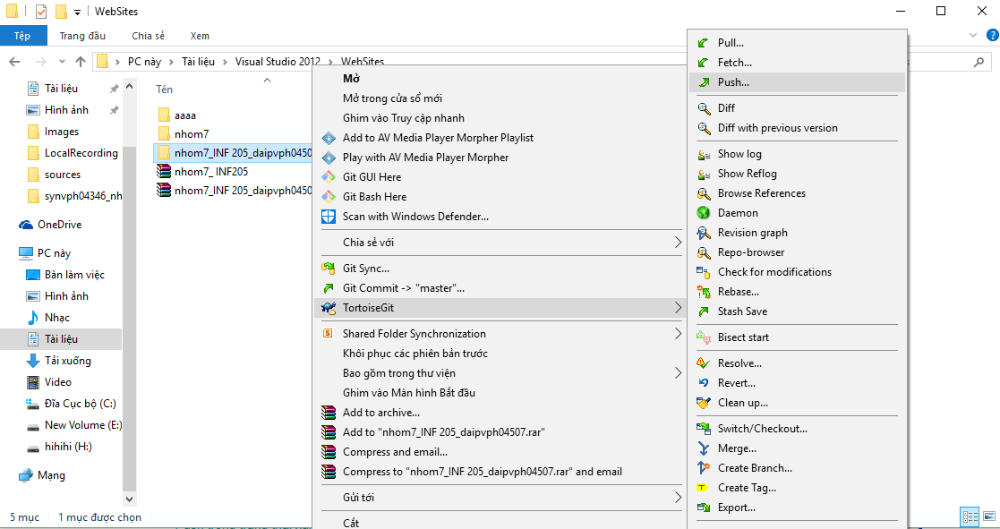 WebSites
Tệp
Trang đầu
Chia sẻ
Xem
PC này
Tài liệu
Visual Studio 2012
WebSites
Tài liệu
Hình ảnh
Images
LocalRecording
sources
synvph04346_nh
OneDrive
PC này
Bàn làm việc
Hình ảnh
Nhạc
Tài liệu
Tải xuống
Video
Đĩa Cục bộ (C:)
New Volume (E:)
hihihi (H:)
Mạng
Tên
aaaa
nhom7
nhom7_INF 205_daipvph0450
nhom7_ INF205
nhom7_INF 205_daipvph0450
Mở
Mở trong cửa sổ mới
Ghim vào Truy cập nhanh
Add to AV Media Player Morpher Playlist
Play with AV Media Player Morpher
Git GUI Here
Git Bash Here
Scan with Windows Defender...
Chia sẻ với
Git Sync...
Git Commit -> "master"...
TortoiseGit
Shared Folder Synchronization
Khôi phục các phiên bản trước
Bao gồm trong thư viện
Ghim vào Màn hình Bắt đầu
Add to archive...
Add to "nhom7_INF 205_daipvph04507.rar"
Compress and email...
Compress to "nhom7_INF 205_daipvph04507.rar" and email
Gửi tới
Cắt
Pull...
Fetch...
Push...
Diff
Diff with previous version
Show log
Show Reflog
Browse References
Daemon
Revision graph
Repo-browser
Check for modifications
Rebase...
Stash Save
Bisect start
Resolve...
Revert...
Clean up...
Switch/Checkout...
Merge...
Create Branch...
Create Tag...
Export...
5 mục
1 mục được chọn